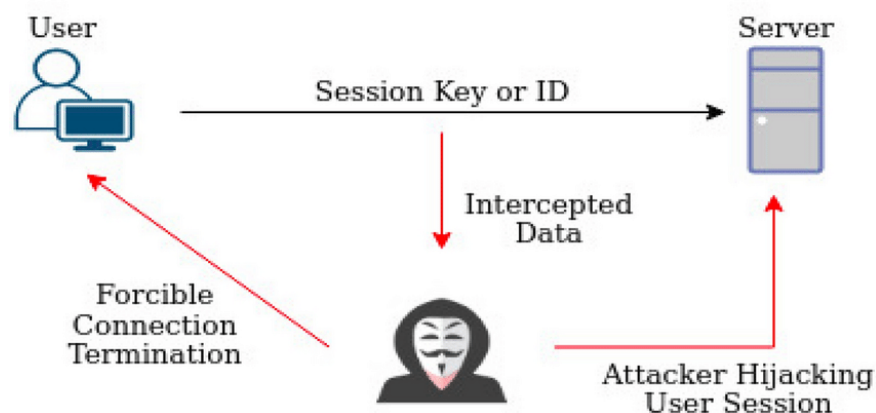 User
Server
Session Key or ID
Intercepted
Data
Forcible
Connection
Termination
Attacker Hijacking
User Session